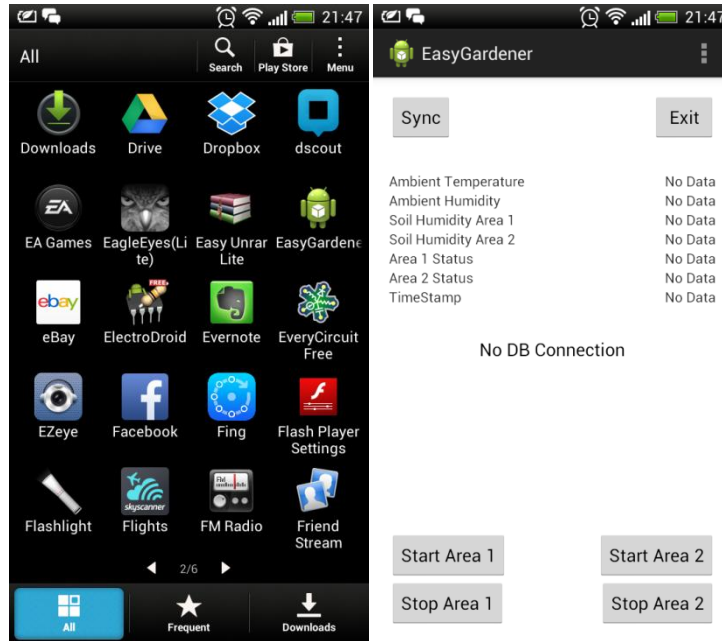 21:47
All
Search
Play Store
Menu
Downloads
Drive
Dropbox
dscout
EA
EA Games
EagleEyes(Li
te)
Easy Unrar
Lite
EasyGardene
ebay
eBay
FREE
ElectroDroid
Evernote
EveryCircuit
Free
EZeye
f
Facebook
Fing
Flash Player
Settings
Flashlight
skyscanner
Flights
FM Radio
Friend
Stream
2/6
All
Frequent
Downloads
21:47
EasyGardener
Sync
Exit
Ambient Temperature No Data
Ambient Humidity No Data
Soil Humidity Area 1 No Data
Soil Humidity Area 2 No Data
Area 1 Status No Data
Area 2 Status No Data
TimeStamp No Data
No DB Connection
Start Area 1
Start Area 2
Stop Area 1
Stop Area 2